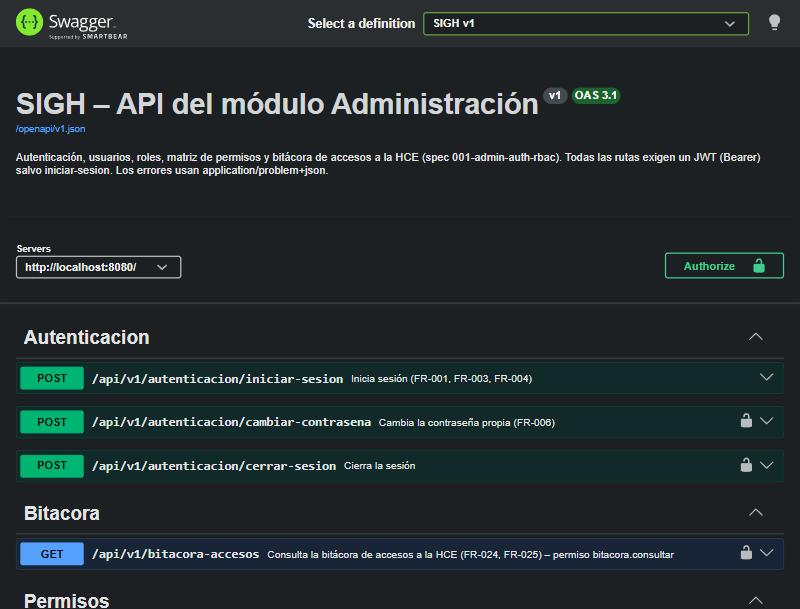 Swagger
Supported by SMARTBEAR
Select a definition
SIGH v1
SIGH – API del módulo Administración v1 OAS 3.1
/openapi/v1.json
Autenticación, usuarios, roles, matriz de permisos y bitácora de accesos a la HCE (spec 001-admin-auth-rbac). Todas las rutas exigen un JWT (Bearer)
salvo iniciar-sesion. Los errores usan application/problem+json.
Servers
http://localhost:8080/
Authorize
Autenticacion
POST /api/v1/autenticacion/iniciar-sesion Inicia sesión (FR-001, FR-003, FR-004)
POST /api/v1/autenticacion/cambiar-contrasena Cambia la contraseña propia (FR-006)
POST /api/v1/autenticacion/cerrar-sesion Cierra la sesión
Bitacora
GET /api/v1/bitacora-accesos Consulta la bitácora de accesos a la HCE (FR-024, FR-025) – permiso bitacora.consultar
Permisos